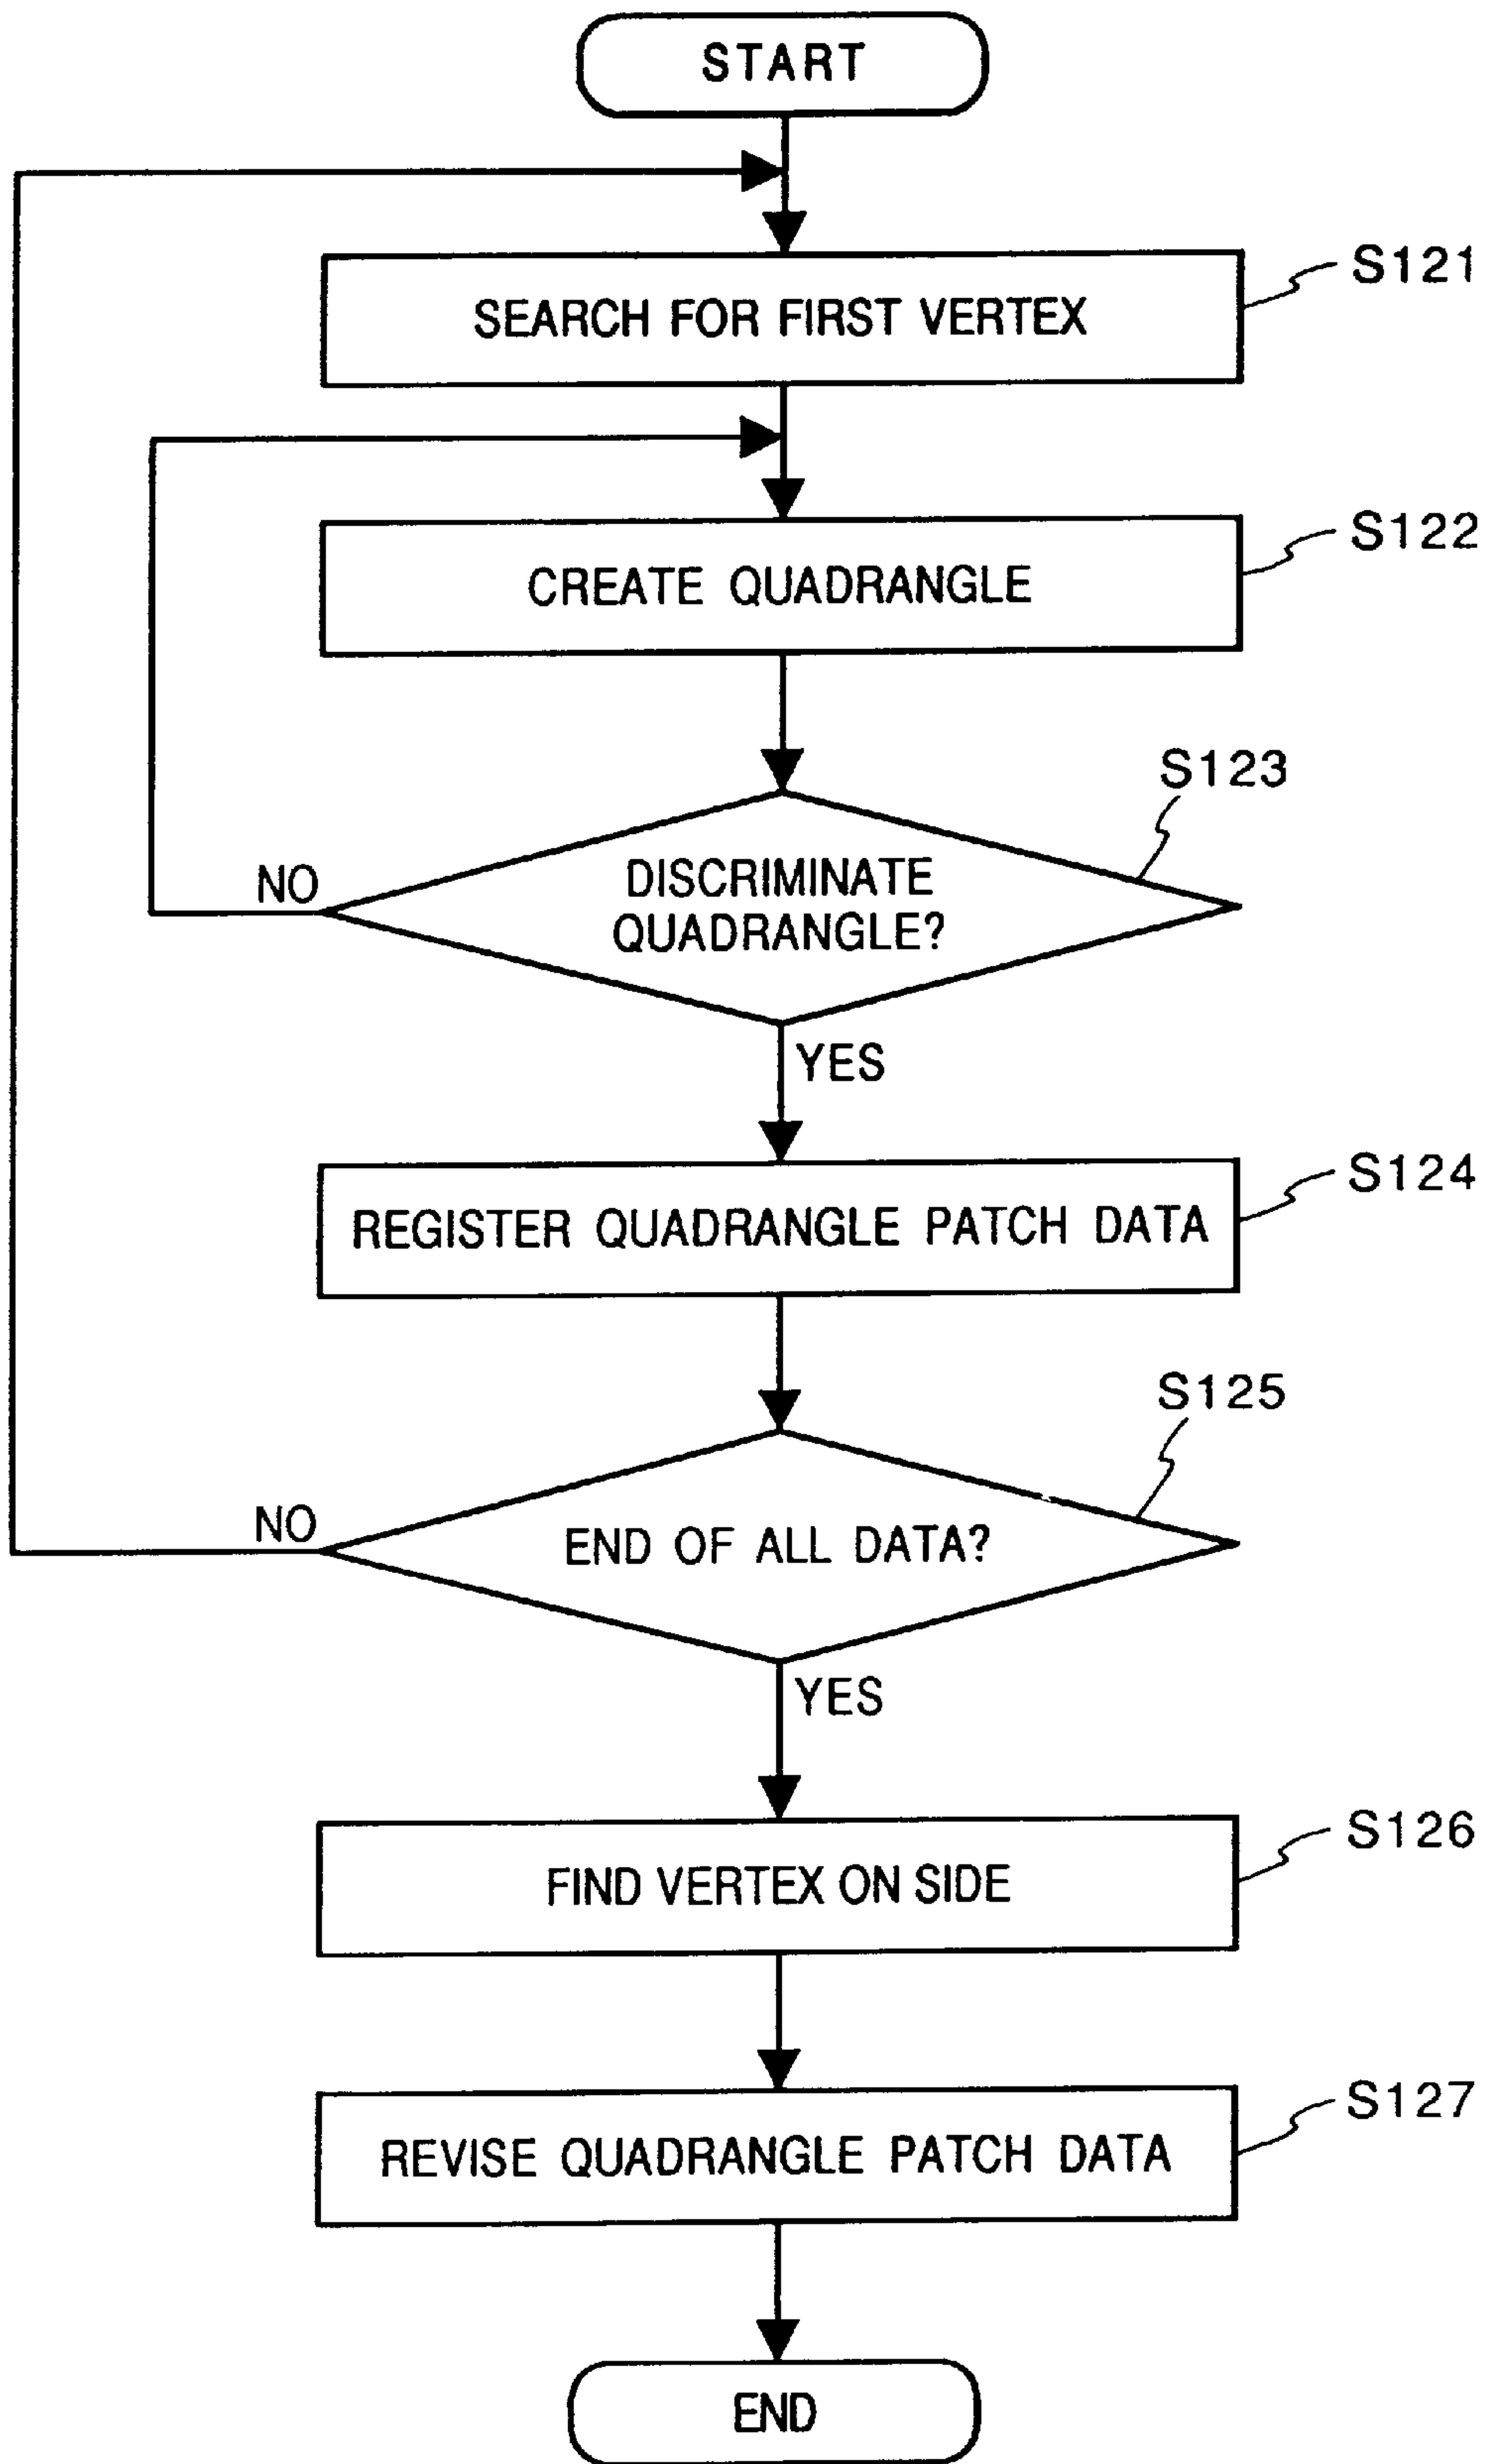 START
S121
SEARCH FOR FIRST VERTEX
S122
CREATE QUADRANGLE
S123
NO
DISCRIMINATE
QUADRANGLE?
YES
S124
REGISTER QUADRANGLE PATCH DATA
S125
NO
END OF ALL DATA?
YES
S126
FIND VERTEX ON SIDE
S127
REVISE QUADRANGLE PATCH DATA
END